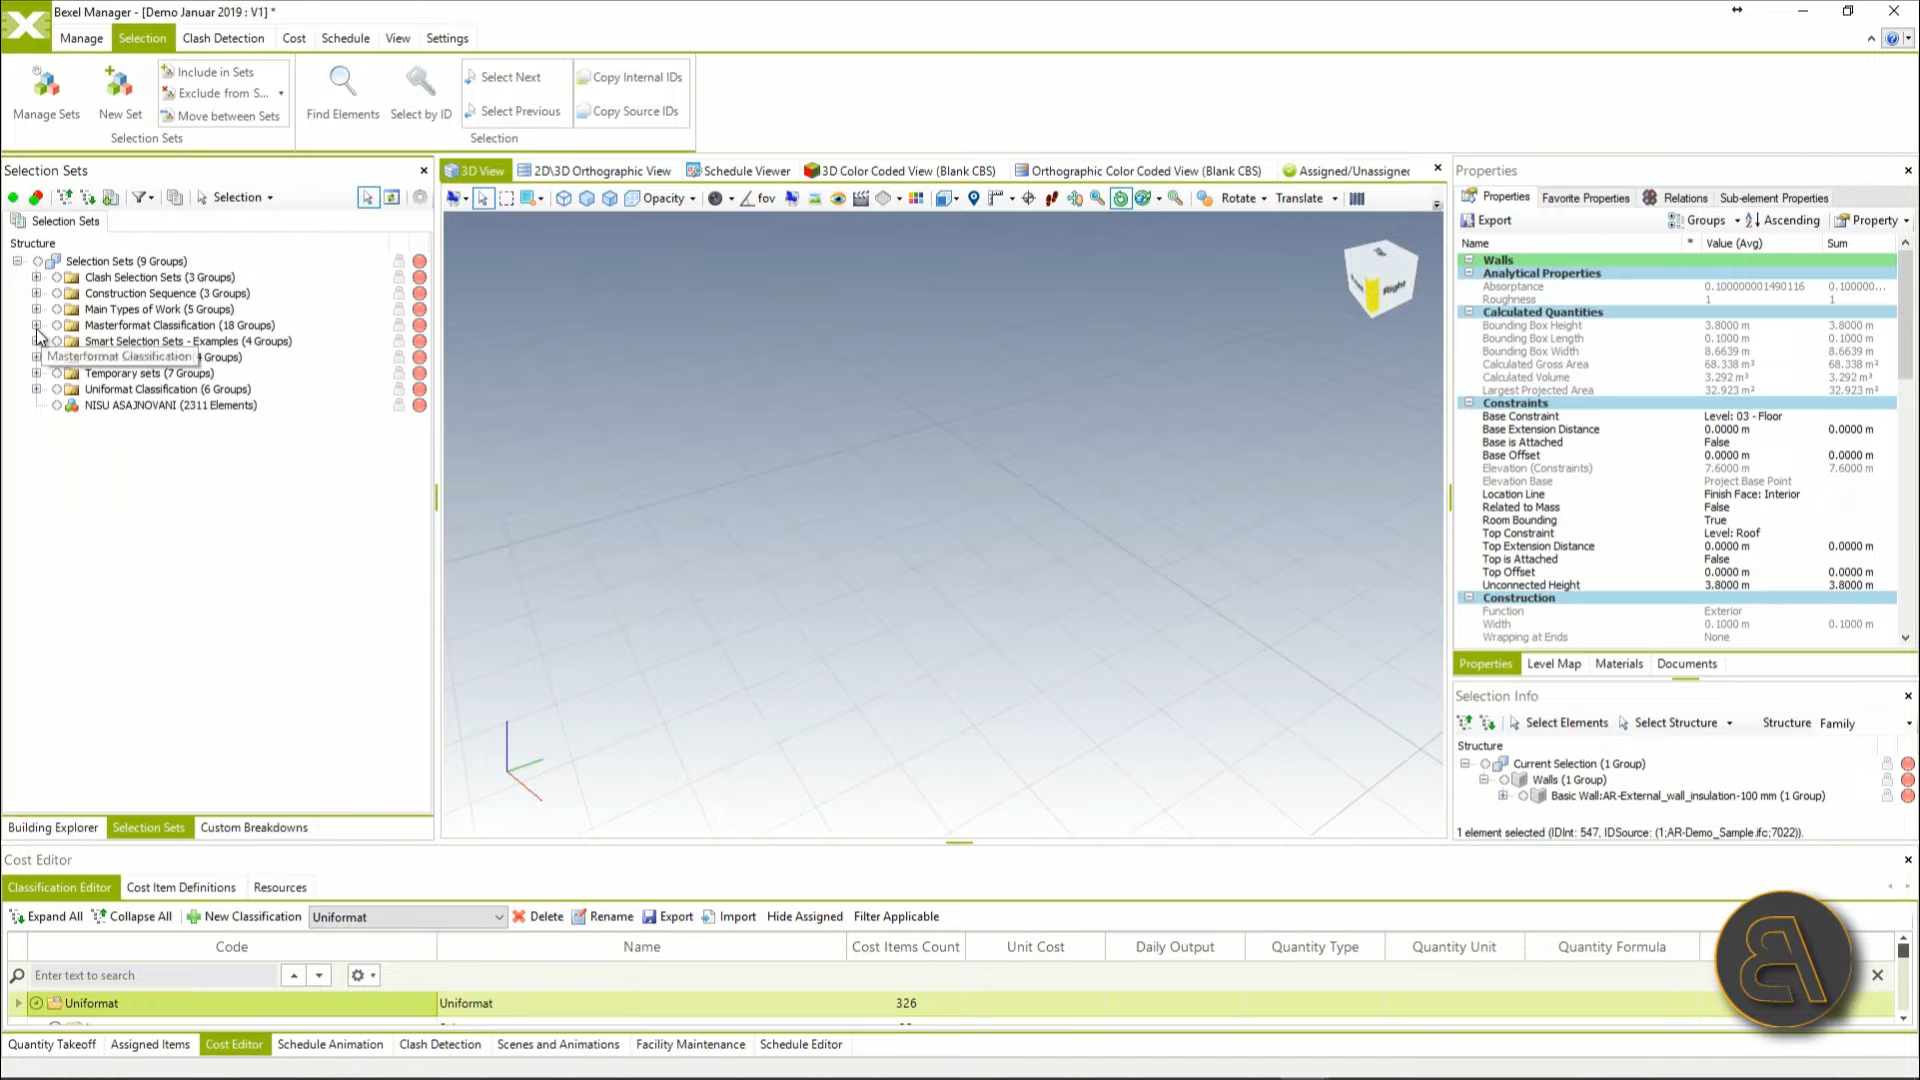 Bexel Manager - [Demo Januar 2019 : V1] *
Manage Selection Clash Detection Cost Schedule View Settings
Manage Sets New Set Include in Sets Exclude from S... Move between Sets
Selection Sets
Find Elements Select by ID Select Next Select Previous Copy Internal IDs Copy Source IDs
Selection
Selection Sets
Selection
Selection Sets
Structure
Selection Sets (9 Groups)
Clash Selection Sets (3 Groups)
Construction Sequence (3 Groups)
Main Types of Work (5 Groups)
Masterformat Classification (18 Groups)
Smart Selection Sets - Examples (4 Groups)
Masterformat Classification Groups)
Temporary sets (7 Groups)
Uniformat Classification (6 Groups)
NISU ASAJNOVANI (2311 Elements)
Building Explorer Selection Sets Custom Breakdowns
3D View 2D\3D Orthographic View Schedule Viewer 3D Color Coded View (Blank CBS) Orthographic Color Coded View (Blank CBS) Assigned/Unassigned
Opacity fov Rotate Translate
Right
Properties
Properties Favorite Properties Relations Sub-element Properties
Export Groups Ascending Property
Name * Value (Avg) Sum
Walls
Analytical Properties
Absorptance 0.100000001490116 0.100000...
Roughness 1 1
Calculated Quantities
Bounding Box Height 3.8000 m 3.8000 m
Bounding Box Length 0.1000 m 0.1000 m
Bounding Box Width 8.6639 m 8.6639 m
Calculated Gross Area 68.338 m² 68.338 m²
Calculated Volume 3.292 m³ 3.292 m³
Largest Projected Area 32.923 m² 32.923 m²
Constraints
Base Constraint Level: 03 - Floor
Base Extension Distance 0.0000 m 0.0000 m
Base is Attached False
Base Offset 0.0000 m 0.0000 m
Elevation (Constraints) 7.6000 m 7.6000 m
Elevation Base Project Base Point
Location Line Finish Face: Interior
Related to Mass False
Room Bounding True
Top Constraint Level: Roof
Top Extension Distance 0.0000 m 0.0000 m
Top is Attached False
Top Offset 0.0000 m 0.0000 m
Unconnected Height 3.8000 m 3.8000 m
Construction
Function Exterior
Width 0.1000 m 0.1000 m
Wrapping at Ends None
Properties Level Map Materials Documents
Selection Info
Select Elements Select Structure Structure Family
Structure
Current Selection (1 Group)
Walls (1 Group)
Basic Wall:AR-External_wall_insulation-100 mm (1 Group)
1 element selected (IDInt: 547, IDSource: (1;AR-Demo_Sample.ifc;7022)).
Cost Editor
Classification Editor Cost Item Definitions Resources
Expand All Collapse All New Classification Uniformat Delete Rename Export Import Hide Assigned Filter Applicable
Code Name Cost Items Count Unit Cost Daily Output Quantity Type Quantity Unit Quantity Formula
Enter text to search
Uniformat Uniformat 326
Quantity Takeoff Assigned Items Cost Editor Schedule Animation Clash Detection Scenes and Animations Facility Maintenance Schedule Editor